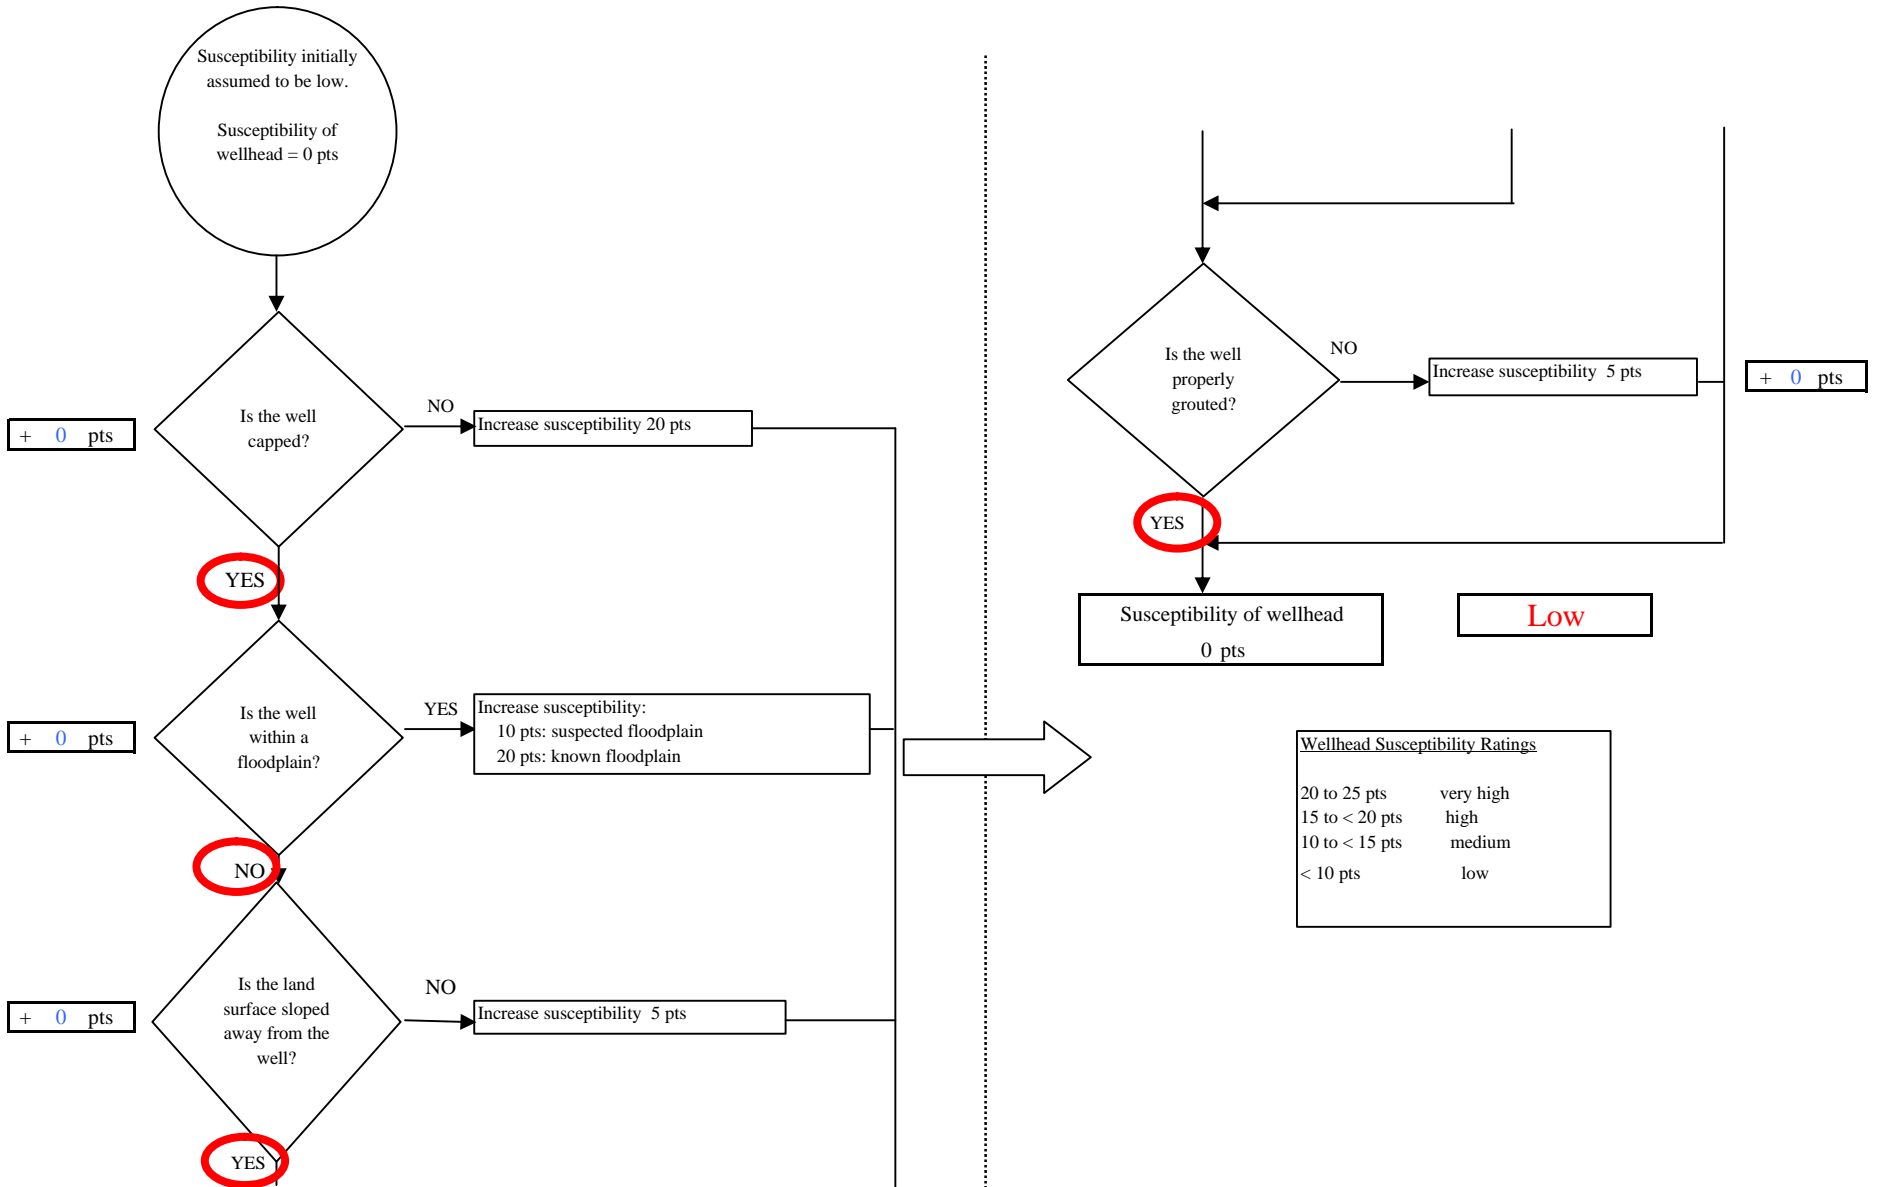 Susceptibility initially
assumed to be low.
Susceptibility of
wellhead = 0 pts
Is the well
capped?
+ 0 pts
NO
Increase susceptibility 20 pts
YES
Is the well
within a
floodplain?
+ 0 pts
YES
Increase susceptibility:
10 pts: suspected floodplain
20 pts: known floodplain
NO
Is the land
surface sloped
away from the
well?
+ 0 pts
NO
Increase susceptibility 5 pts
YES
Is the well
properly
grouted?
NO
Increase susceptibility 5 pts
+ 0 pts
YES
Susceptibility of wellhead
0 pts
Low
Wellhead Susceptibility Ratings
20 to 25 pts very high
15 to < 20 pts high
10 to < 15 pts medium
< 10 pts low